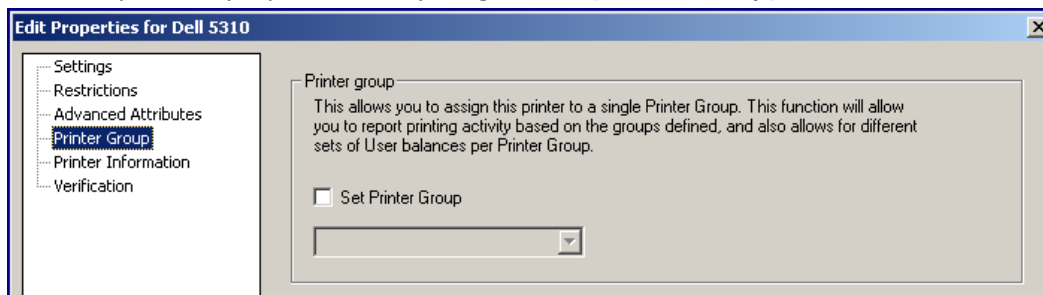 Edit Properties for Dell 5310
Settings
Restrictions
Advanced Attributes
Printer Group
Printer Information
Verification
Printer group
This allows you to assign this printer to a single Printer Group. This function will allow
you to report printing activity based on the groups defined, and also allows for different
sets of User balances per Printer Group.
Set Printer Group